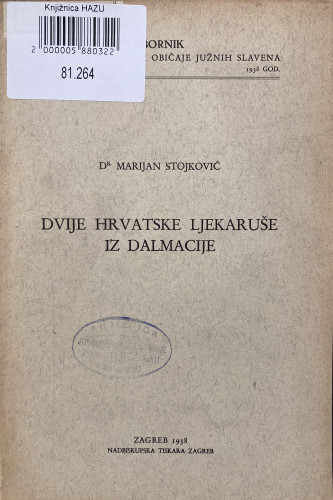 Knjižnica HAZU
2 000005 880322
81.264
BORNIK
OBIČAJE JUŽNIH SLAVENA
1938 GOD.
Dr. MARIJAN STOJKOVIĆ
DVIJE HRVATSKE LJEKARUŠE
IZ DALMACIJE
ZAGREB 1938
NADBISKUPSKA TISKARA ZAGREB